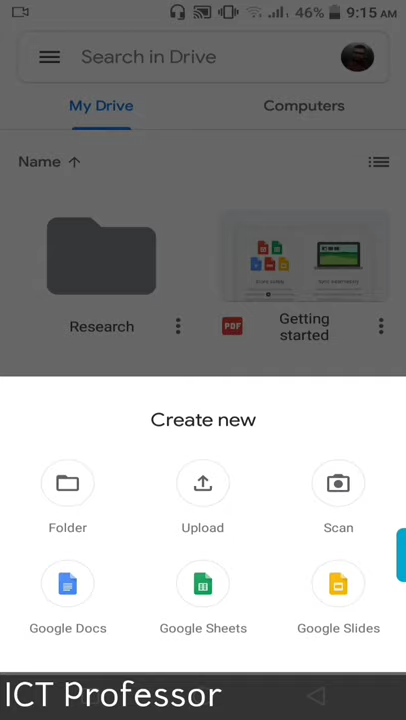 46% 9:15 AM
Search in Drive
My Drive Computers
Name
Research
PDF Getting started
Create new
Folder Upload Scan
Google Docs Google Sheets Google Slides
ICT Professor